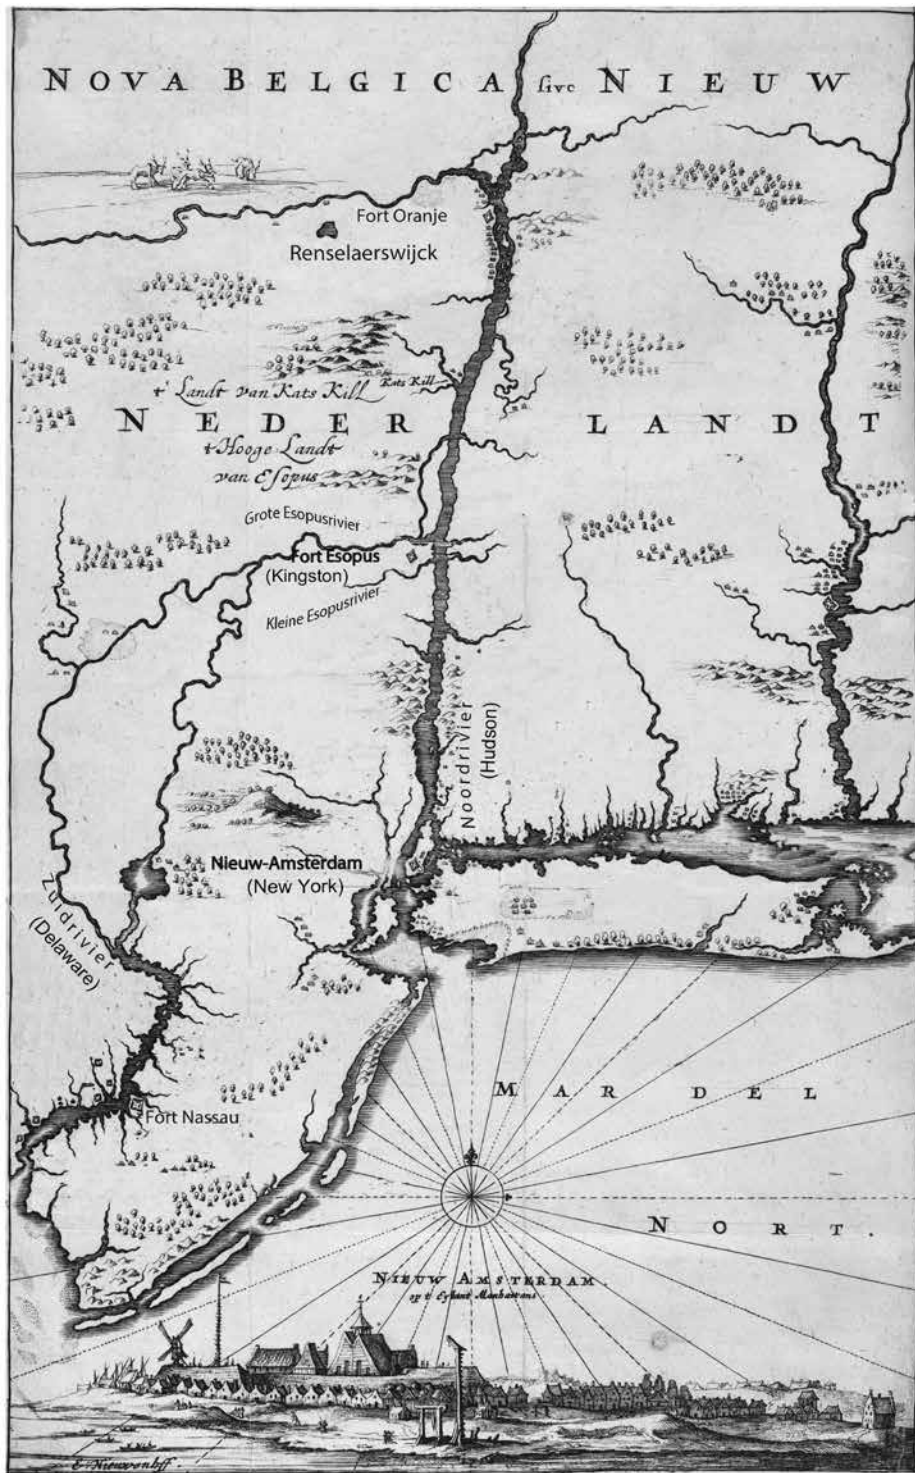 NOVA BELGICA sive NIEUW
Fort Oranje
Renselaerswijck
t' Landt van Kats Kill
Kats Kill
NEDER LANDT
t Hooge Landt
van Esopus
Grote Esopusrivier
Fort Esopus
(Kingston)
Kleine Esopusrivier
Noordrivier
(Hudson)
Nieuw-Amsterdam
(New York)
Zuidrivier
(Delaware)
Fort Nassau
MAR DEL
NORT.
NIEUW AMSTERDAM.
op t Eylant Manhattans